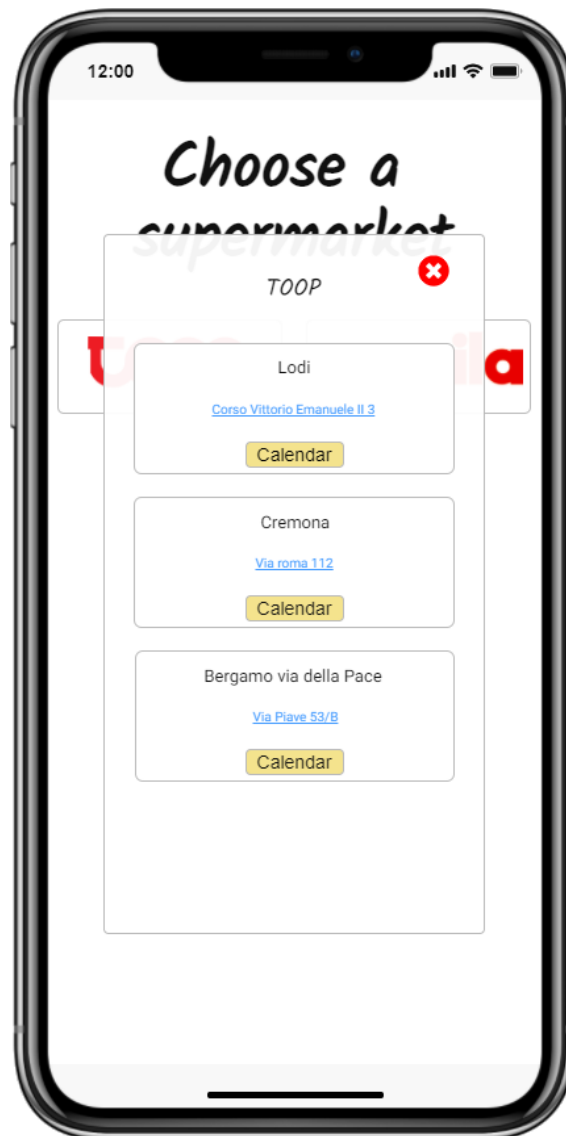 12:00
Choose a
supermarket
TOOP
Lodi
Corso Vittorio Emanuele II 3
Calendar
Cremona
Via roma 112
Calendar
Bergamo via della Pace
Via Piave 53/B
Calendar